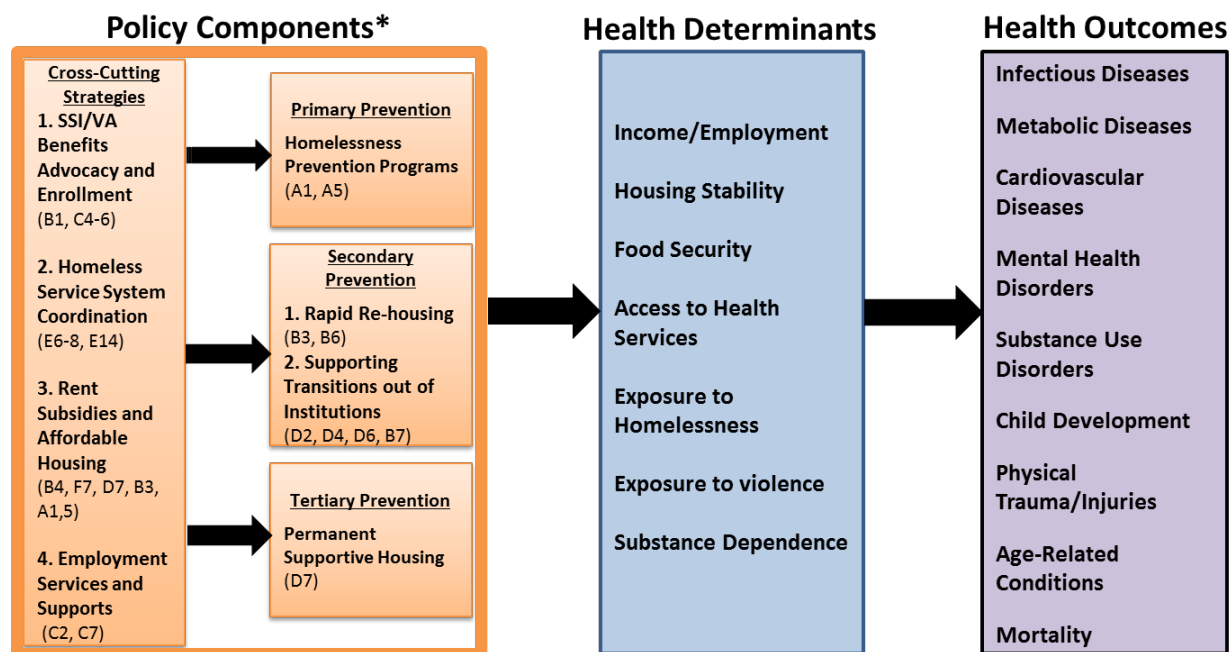 Policy Components*
Cross-Cutting
Strategies
1. SSI/VA
Benefits
Advocacy and
Enrollment
(B1, C4-6)
2. Homeless
Service System
Coordination
(E6-8, E14)
3. Rent
Subsidies and
Affordable
Housing
(B4, F7, D7, B3,
A1,5)
4. Employment
Services and
Supports
(C2, C7)
Primary Prevention
Homelessness
Prevention Programs
(A1, A5)
Secondary
Prevention
1. Rapid Re-housing
(B3, B6)
2. Supporting
Transitions out of
Institutions
(D2, D4, D6, B7)
Tertiary Prevention
Permanent
Supportive Housing
(D7)
Health Determinants
Income/Employment
Housing Stability
Food Security
Access to Health
Services
Exposure to
Homelessness
Exposure to violence
Substance Dependence
Health Outcomes
Infectious Diseases
Metabolic Diseases
Cardiovascular
Diseases
Mental Health
Disorders
Substance Use
Disorders
Child Development
Physical
Trauma/Injuries
Age-Related
Conditions
Mortality